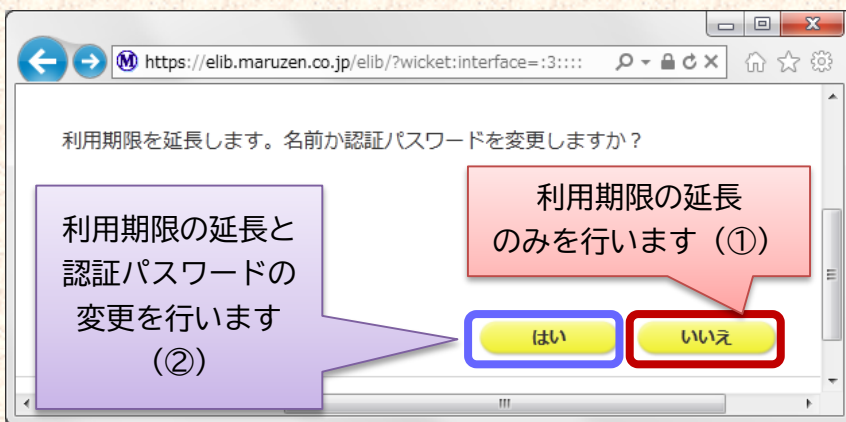 https://elib.maruzen.co.jp/elib/?wicket:interface=:3::::
利用期限を延長します。名前か認証パスワードを変更しますか？
利用期限の延長と
認証パスワードの
変更を行います
（②）
利用期限の延長
のみを行います（①）
はい
いいえ